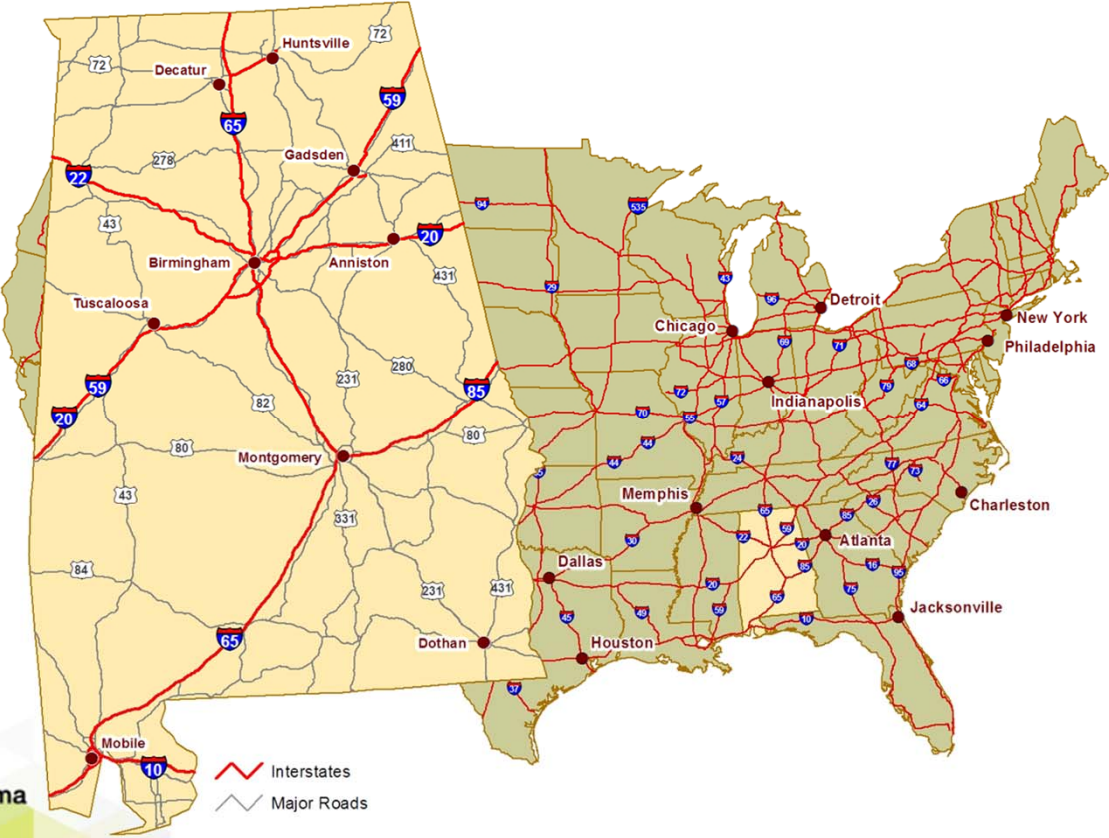 Huntsville
72
72
Decatur
59
65
411
Gadsden
278
22
43
20
Birmingham
Anniston
431
Tuscaloosa
280
231
59
85
82
20
80
80
Montgomery
43
331
84
231
431
65
Dothan
Mobile
10
Interstates
Major Roads
ma
94
535
29
43
96
Detroit
Chicago
New York
69
71
Philadelphia
68
66
79
72
57
Indianapolis
64
70
55
44
24
44
77
73
Memphis
26
Charleston
65
85
59
22
20
Atlanta
30
Dallas
85
16
95
20
75
65
45
49
59
10
Jacksonville
Houston
37